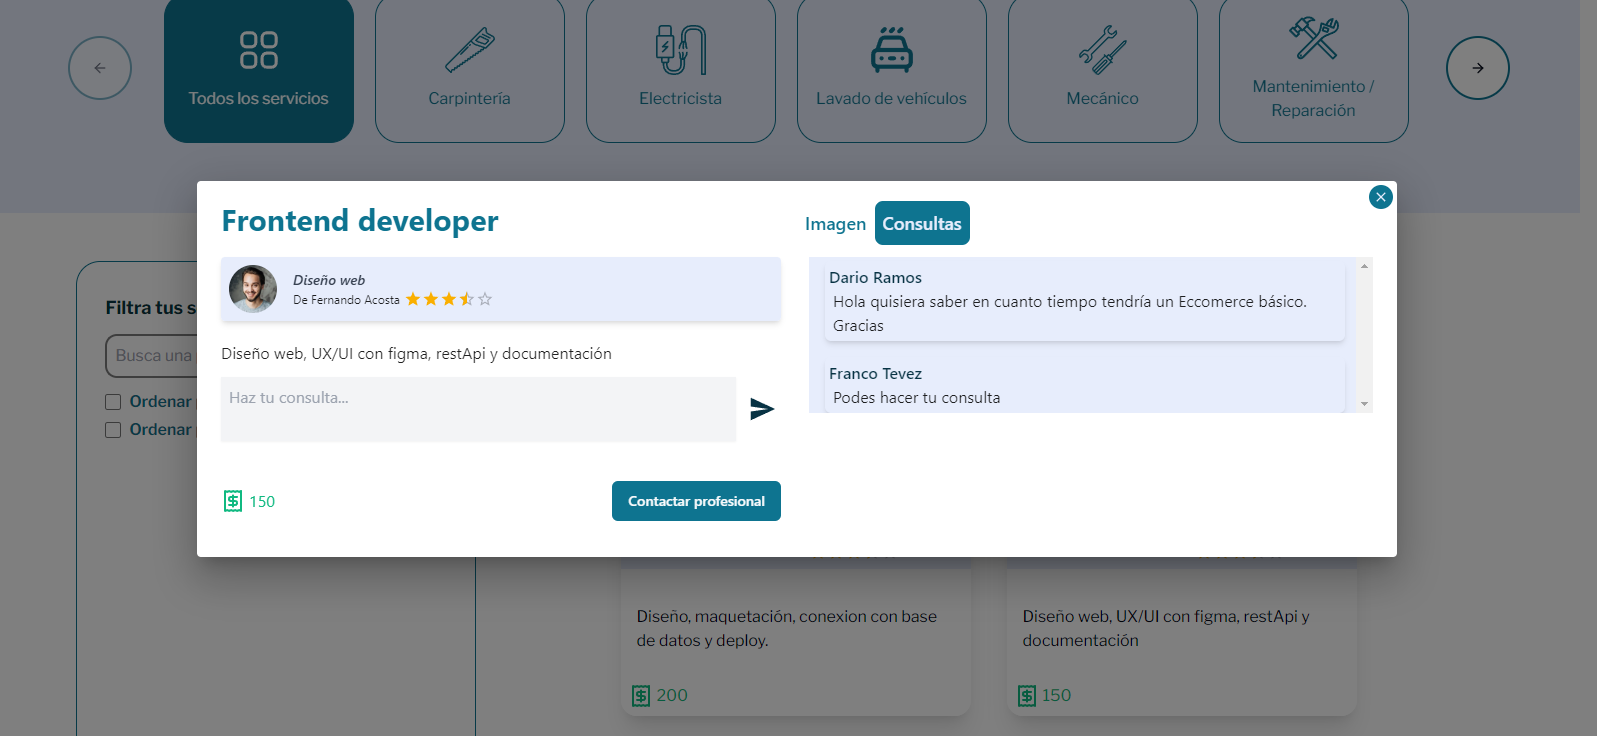 Todos los servicios
Carpintería
Electricista
Lavado de vehículos
Mecánico
Mantenimiento /
Reparación
Frontend developer
Diseño web
De Fernando Acosta
Diseño web, UX/UI con figma, restApi y documentación
Haz tu consulta...
150
Contactar profesional
Imagen
Consultas
Dario Ramos
Hola quisiera saber en cuanto tiempo tendría un Eccomerce básico.
Gracias
Franco Tevez
Podes hacer tu consulta
Filtra tus s
Busca una
Ordenar
Ordenar
Diseño, maquetación, conexion con base
de datos y deploy.
200
Diseño web, UX/UI con figma, restApi y
documentación
150